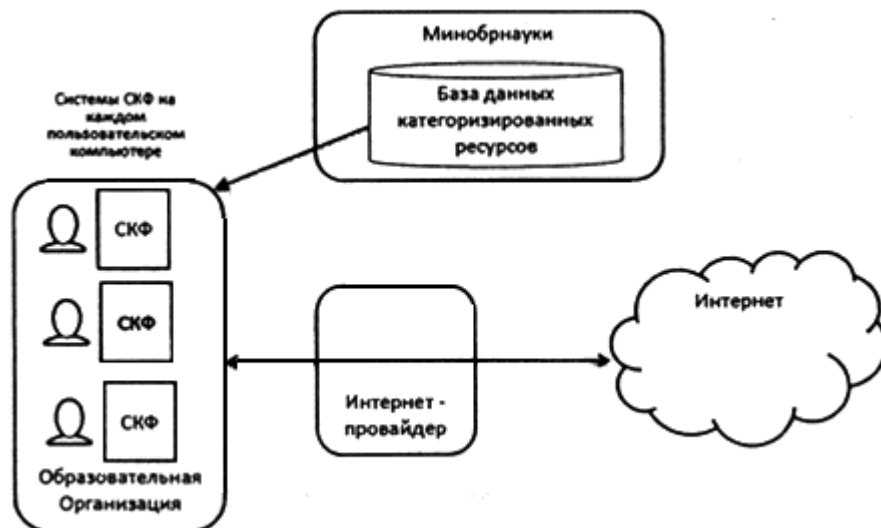 Минобрнауки
База данных
категоризированных
ресурсов
Системы СКФ на
каждом
пользовательском
компьютере
СКФ
СКФ
СКФ
Образовательная
Организация
Интернет -
провайдер
Интернет